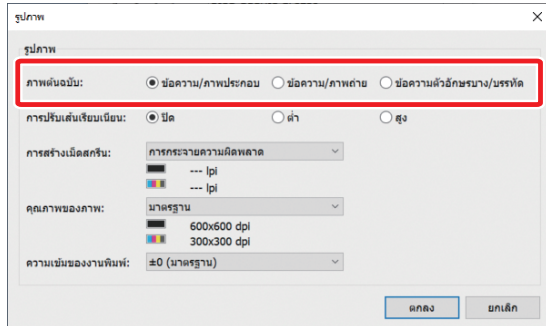 รูปภาพ
รูปภาพ
ภาพต้นฉบับ: ข้อความ/ภาพประกอบ ข้อความ/ภาพถ่าย ข้อความตัวอักษรบาง/บรรทัด
การปรับเส้นเรียบเนียน: ปิด ต่ำ สูง
การสร้างเม็ดสกรีน: การกระจายความผิดพลาด
--- lpi
--- lpi
คุณภาพของภาพ: มาตรฐาน
600x600 dpi
300x300 dpi
ความเข้มของงานพิมพ์: ±0 (มาตรฐาน)
ตกลง ยกเลิก